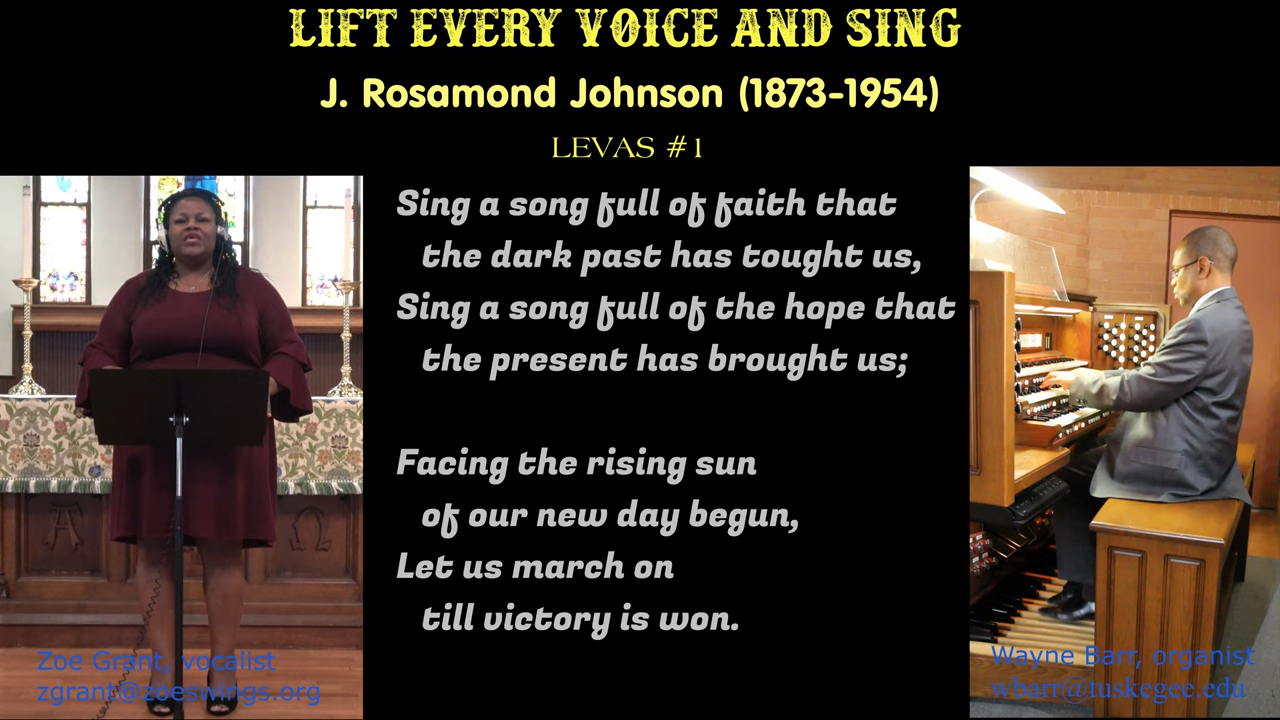 LIFT EVERY VOICE AND SING
J. Rosamond Johnson (1873-1954)
LEVAS #1
Sing a song full of faith that
the dark past has tought us,
Sing a song full of the hope that
the present has brought us;
Facing the rising sun
of our new day begun,
Let us march on
till victory is won.
A Ω
Zoe Grant, vocalist
zgrant@zoeswings.org
Wayne Barr, organist
wbarr@tuskegee.edu